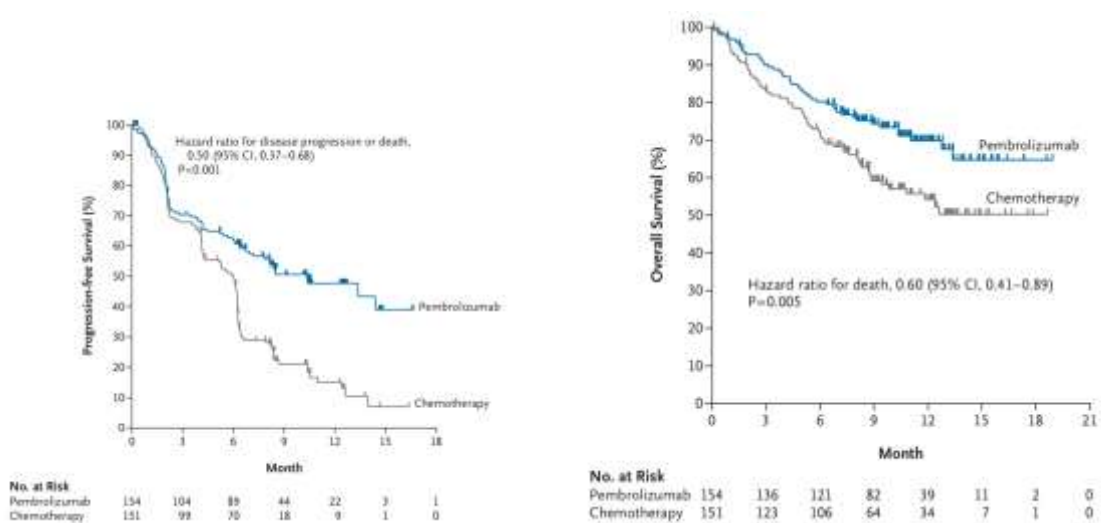 Progression-free Survival (%)
100
90
80
70
60
50
40
30
20
10
0
Hazard ratio for disease progression or death,
0.50 (95% CI, 0.37–0.68)
P<0.001
Pembrolizumab
Chemotherapy
0 3 6 9 12 15 18
Month
No. at Risk
Pembrolizumab 154 104 89 44 22 3 1
Chemotherapy 151 99 70 18 9 1 0
Overall Survival (%)
100
90
80
70
60
50
40
30
20
10
0
Pembrolizumab
Chemotherapy
Hazard ratio for death, 0.60 (95% CI, 0.41–0.89)
P=0.005
0 3 6 9 12 15 18 21
Month
No. at Risk
Pembrolizumab 154 136 121 82 39 11 2 0
Chemotherapy 151 123 106 64 34 7 1 0